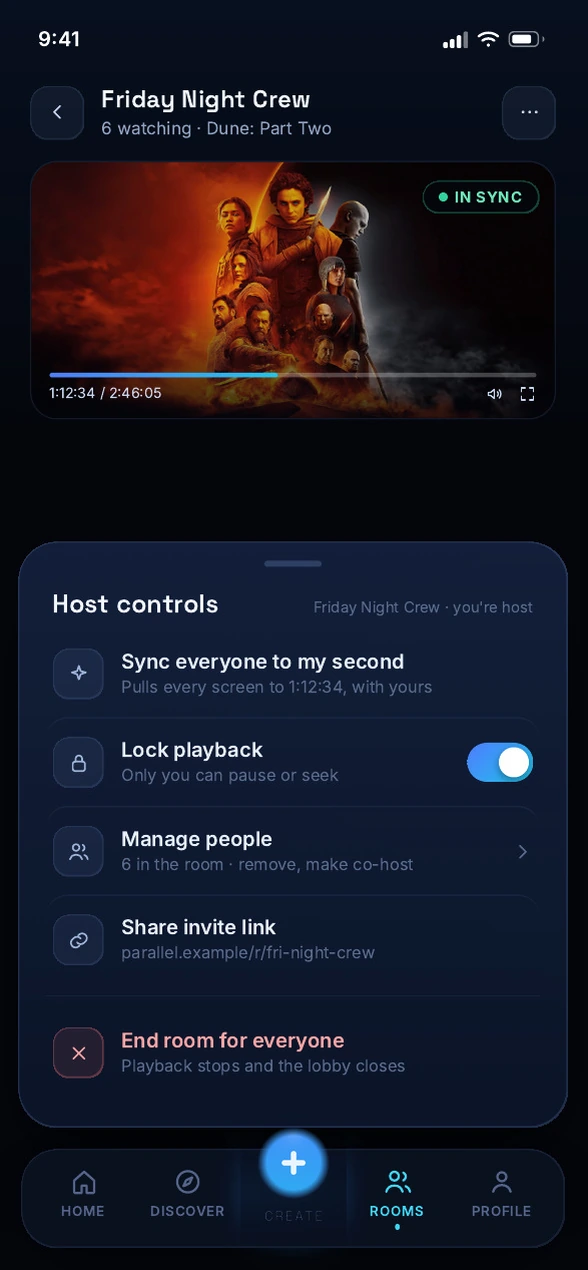 9:41
Friday Night Crew
6 watching · Dune: Part Two
IN SYNC
1:12:34 / 2:46:05
Host controls
Friday Night Crew · you're host
Sync everyone to my second
Pulls every screen to 1:12:34, with yours
Lock playback
Only you can pause or seek
Manage people
6 in the room · remove, make co-host
Share invite link
parallel.example/r/fri-night-crew
End room for everyone
Playback stops and the lobby closes
HOME
DISCOVER
CREATE
ROOMS
PROFILE